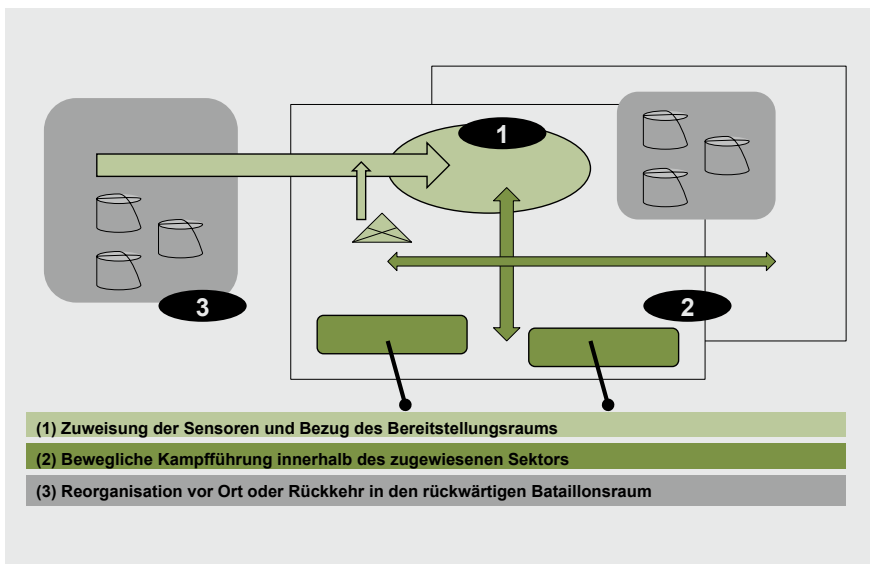 1
2
3
(1) Zuweisung der Sensoren und Bezug des Bereitstellungsraums
(2) Bewegliche Kampfführung innerhalb des zugewiesenen Sektors
(3) Reorganisation vor Ort oder Rückkehr in den rückwärtigen Bataillonsraum